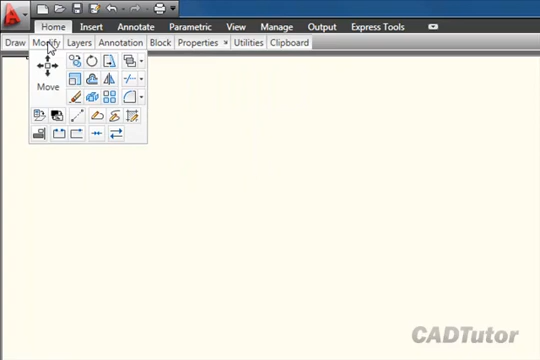 Home Insert Annotate Parametric View Manage Output Express Tools
Draw Modify Layers Annotation Block Properties Utilities Clipboard
Move
CADTutor